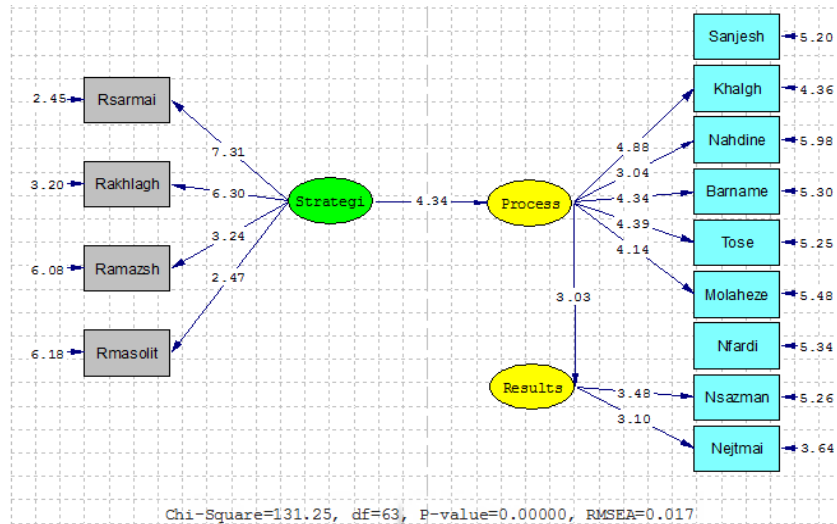 Sanjesh 5.20
Khalgh 4.36
2.45 Rsarmai
4.88
Nahdine 5.98
7.31
3.04
3.20 Rakhlagh
6.30
Strategi
4.34
Process
4.34
Barname 5.30
4.39
3.24
Tose 5.25
4.14
6.08 Ramazsh
2.47
Molaheze 5.48
3.03
6.18 Rmasolit
Nfardi 5.34
Results
3.48
Nsazman 5.26
3.10
Nejtmai 3.64
Chi-Square=131.25, df=63, P-value=0.00000, RMSEA=0.017